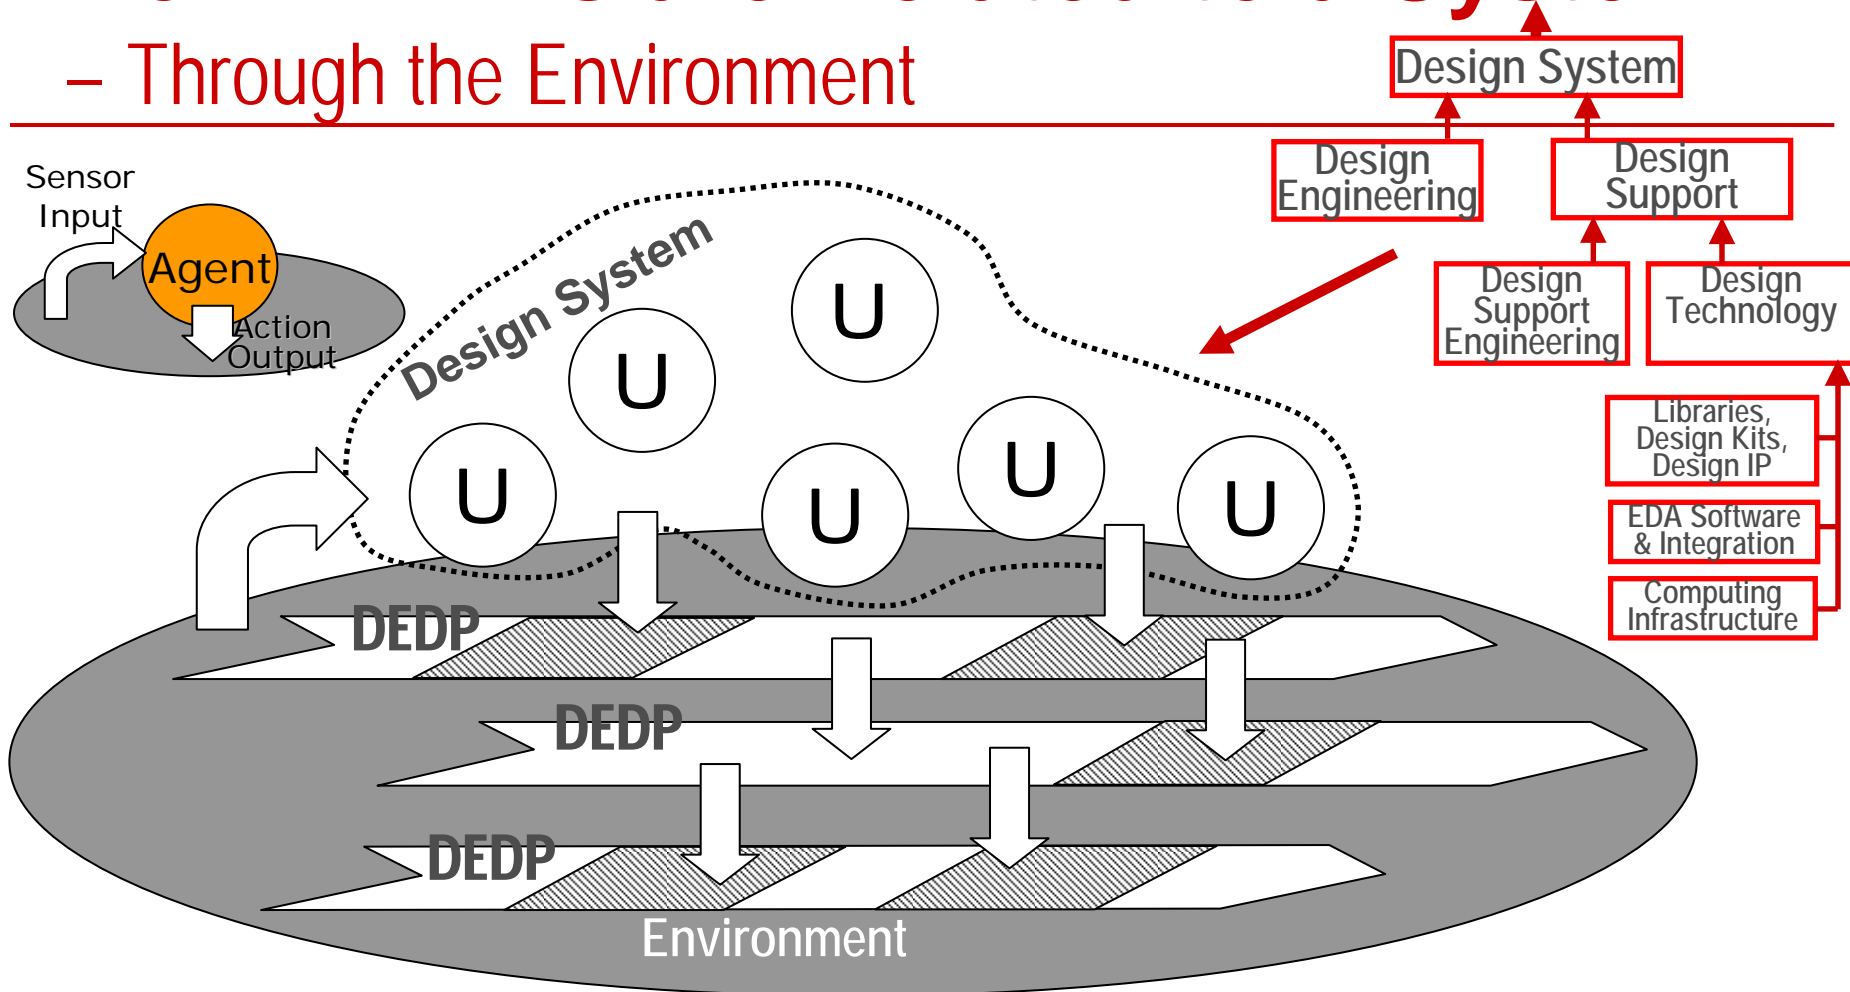 – Through the Environment
Design System
Design
Engineering
Design
Support
Design
Support
Engineering
Design
Technology
Libraries,
Design Kits,
Design IP
EDA Software
& Integration
Computing
Infrastructure
Sensor
Input
Agent
Action
Output
Design System
U
U
U
U
U
U
DEDP
DEDP
DEDP
Environment